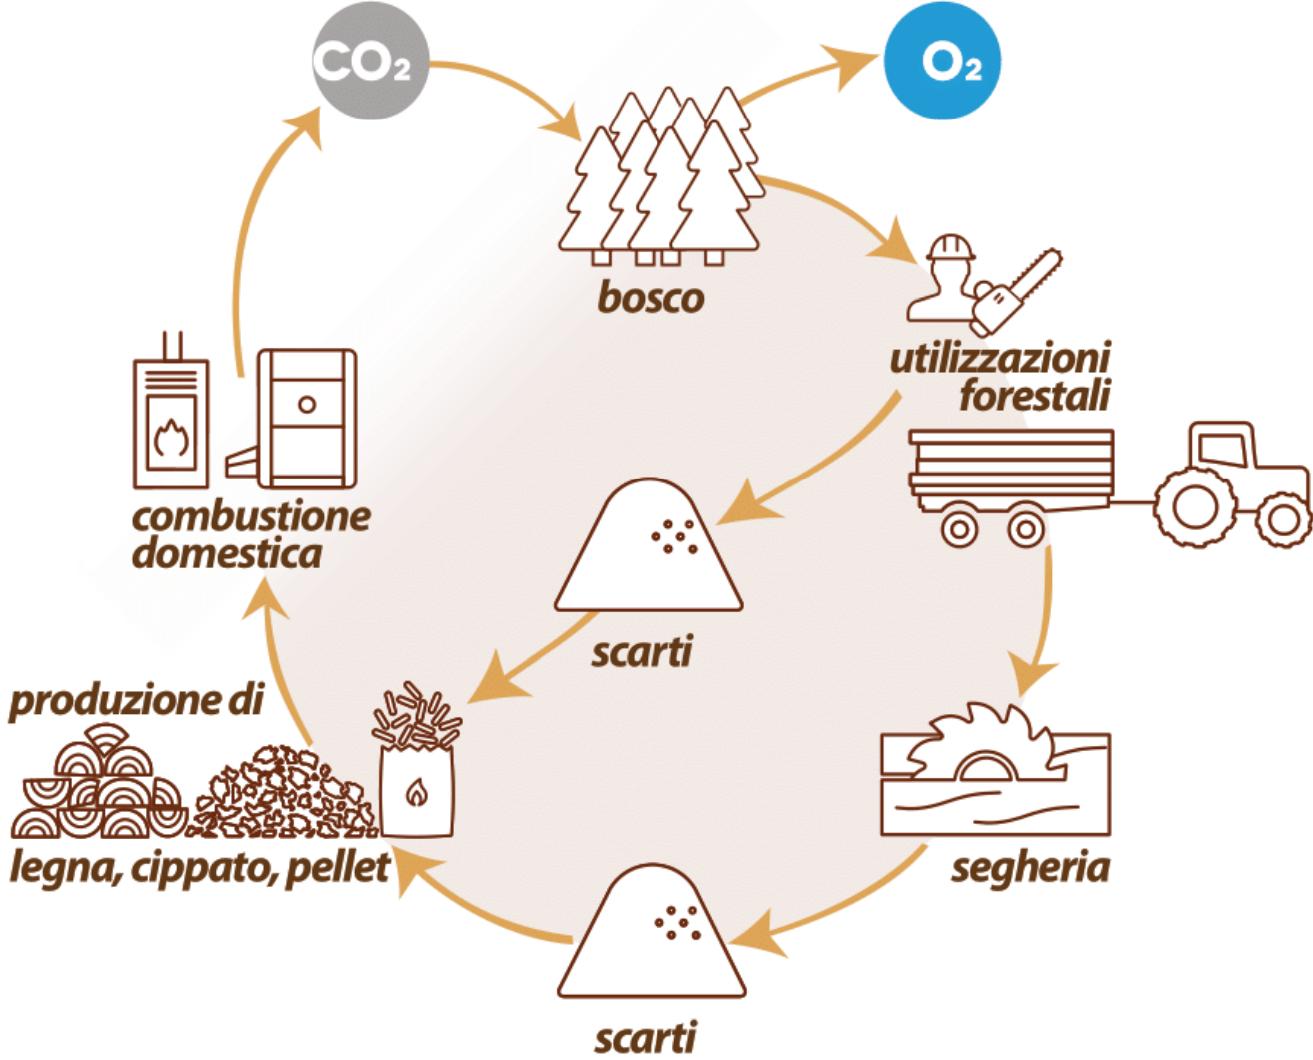 CO₂
O₂
bosco
utilizzazioni
forestali
combustione
domestica
scarti
produzione di
legna, cippato, pellet
segheria
scarti